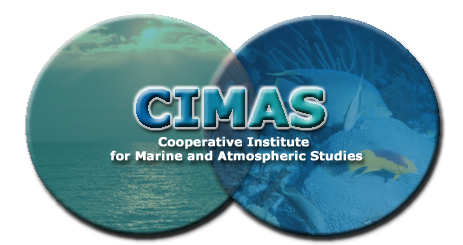 CIMAS
Cooperative Institute
for Marine and Atmospheric Studies